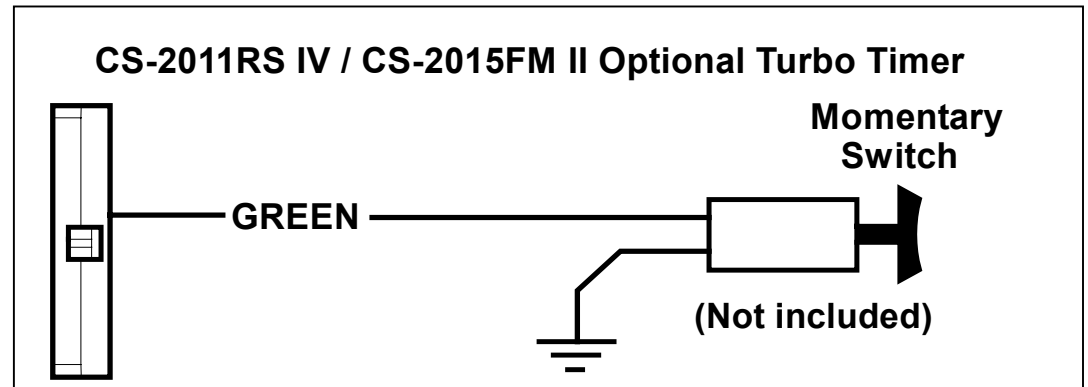 CS-2011RS IV / CS-2015FM II Optional Turbo Timer
Momentary
Switch
GREEN
(Not included)